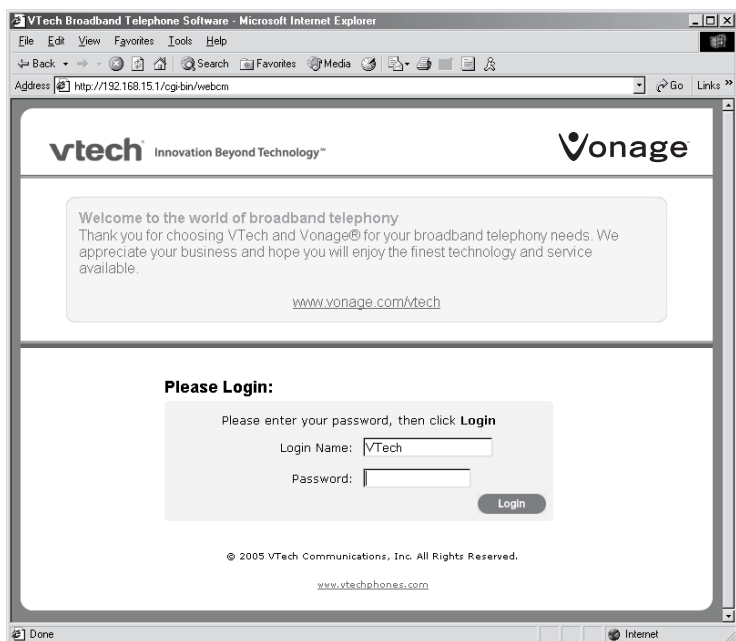 VTech Broadband Telephone Software - Microsoft Internet Explorer
File Edit View Favorites Tools Help
Back Search Favorites Media
Address http://192.168.15.1/cgi-bin/webcm Go Links »
vtech Innovation Beyond Technology™ Vonage
Welcome to the world of broadband telephony
Thank you for choosing VTech and Vonage® for your broadband telephony needs. We
appreciate your business and hope you will enjoy the finest technology and service
available.
www.vonage.com/vtech
Please Login:
Please enter your password, then click Login
Login Name: VTech
Password:
Login
© 2005 VTech Communications, Inc. All Rights Reserved.
www.vtechphones.com
Done Internet